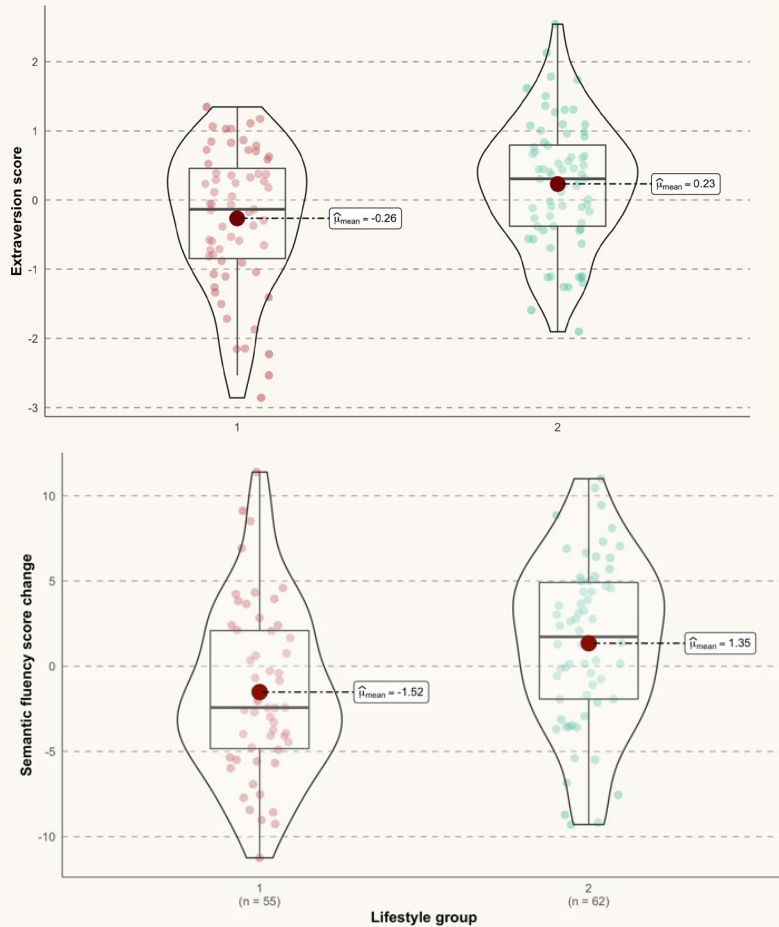 Extraversion score
2
1
0
-1
-2
-3
μ̂mean = -0.26
μ̂mean = 0.23
1
2
Semantic fluency score change
10
5
0
-5
-10
μ̂mean = -1.52
μ̂mean = 1.35
1
(n = 55)
2
(n = 62)
Lifestyle group